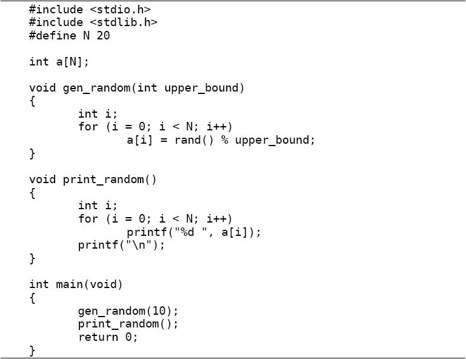 #include <stdio.h>
#include <stdlib.h>
#define N 20

int a[N];

void gen_random(int upper_bound)
{
        int i;
        for (i = 0; i < N; i++)
                a[i] = rand() % upper_bound;
}

void print_random()
{
        int i;
        for (i = 0; i < N; i++)
                printf("%d ", a[i]);
        printf("\n");
}

int main(void)
{
        gen_random(10);
        print_random();
        return 0;
}